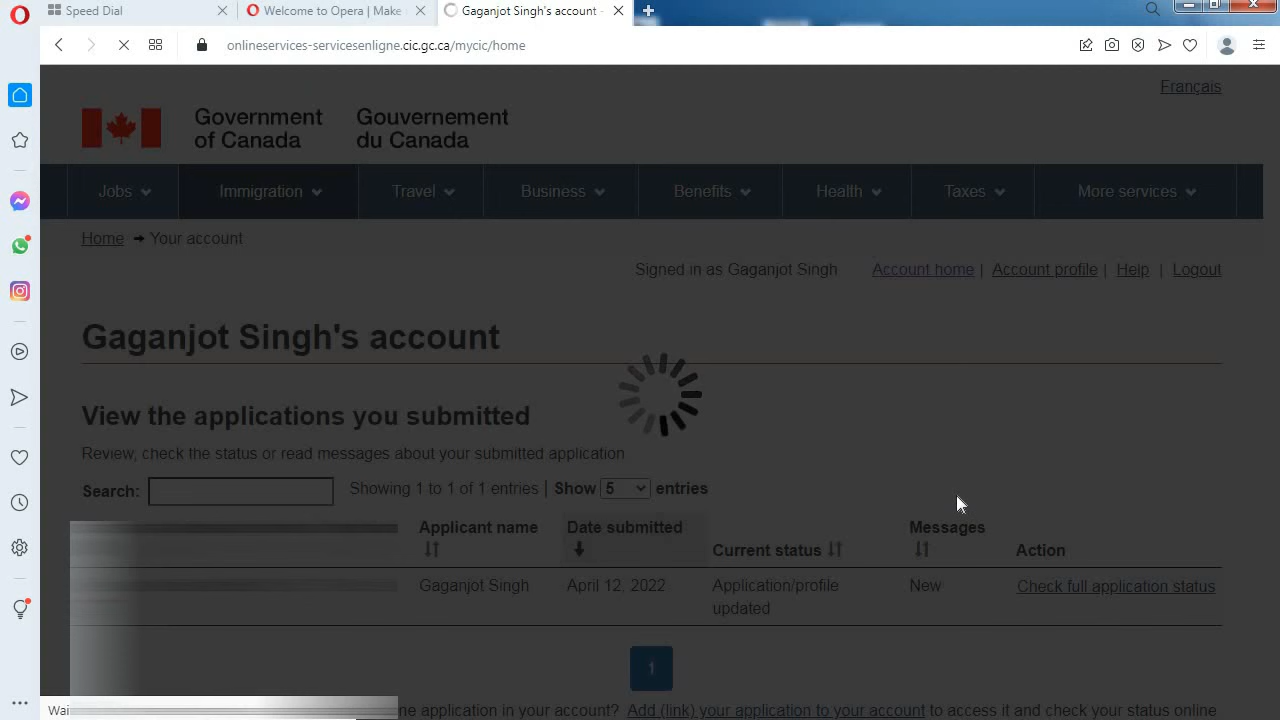 Speed Dial
Welcome to Opera | Make
Gaganjot Singh's account -
onlineservices-servicesenligne.cic.gc.ca/mycic/home
Français
Government of Canada
Gouvernement du Canada
Jobs Immigration Travel Business Benefits Health Taxes More services
Home ➞ Your account
Signed in as Gaganjot Singh Account home | Account profile | Help | Logout
Gaganjot Singh's account
View the applications you submitted
Review, check the status or read messages about your submitted application
Search: Showing 1 to 1 of 1 entries | Show 5 entries
Applicant name Date submitted Current status Messages Action
Gaganjot Singh April 12, 2022 Application/profile updated New Check full application status
1
application in your account? Add (link) your application to your account to access it and check your status online